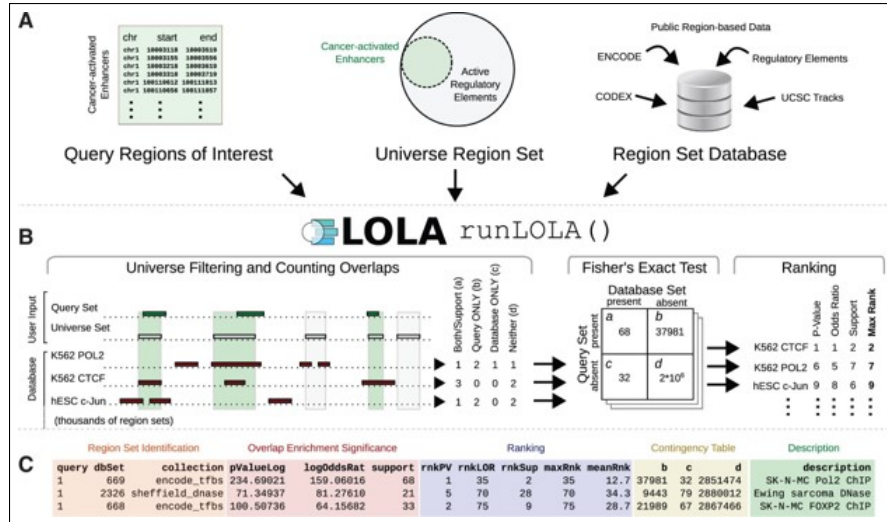 A
chr start end
chr1 10003118 10003519
chr1 10003155 10003556
chr1 10003218 10003619
chr1 10003318 10003719
chr1 100110612 100111013
chr1 100110656 100111057
Cancer-activated
Enhancers
Query Regions of Interest
Cancer-activated
Enhancers
Active
Regulatory
Elements
Universe Region Set
Public Region-based Data
ENCODE
Regulatory Elements
CODEX
UCSC Tracks
Region Set Database
B
LOLA runLOLA()
Universe Filtering and Counting Overlaps
User Input
Query Set
Universe Set
Database
K562 POL2
K562 CTCF
hESC c-Jun
(thousands of region sets)
Both/Support (a)
Query ONLY (b)
Database ONLY (c)
Neither (d)
1 2 1 1
3 0 0 2
1 2 0 2
Fisher's Exact Test
Database Set
present absent
Query Set
present
absent
a b
68 37981
c d
32 2*10⁶
Ranking
P-Value
Odds Ratio
Support
Max Rank
K562 CTCF 1 1 2 2
K562 POL2 6 5 7 7
hESC c-Jun 9 8 6 9
C
Region Set Identification Overlap Enrichment Significance Ranking Contingency Table Description
query dbSet collection pValueLog logOddsRat support rnkPV rnkLOR rnkSup maxRnk meanRnk b c d description
1 669 encode_tfbs 234.69021 159.06016 68 1 35 2 35 12.7 37981 32 2851474 SK-N-MC Pol2 ChIP
1 2326 sheffield_dnase 71.34937 81.27610 21 5 70 28 70 34.3 9443 79 2880012 Ewing sarcoma DNase
1 668 encode_tfbs 100.50736 64.15682 33 2 75 9 75 28.7 21989 67 2867466 SK-N-MC FOXP2 ChIP